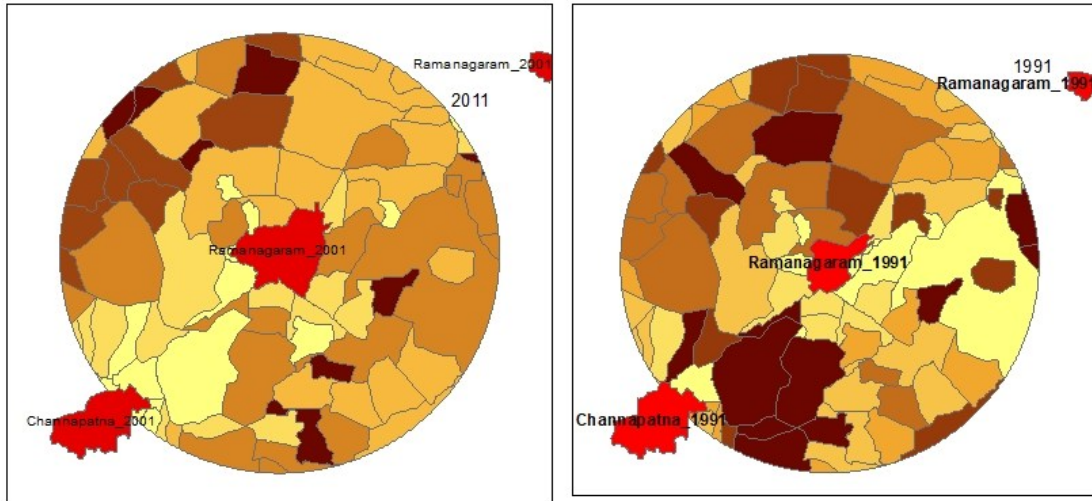 Ramanagaram_2001
2011
Ramanagaram_2001
Channapatna_2001
1991
Ramanagaram_1991
Ramanagaram_1991
Channapatna_1991